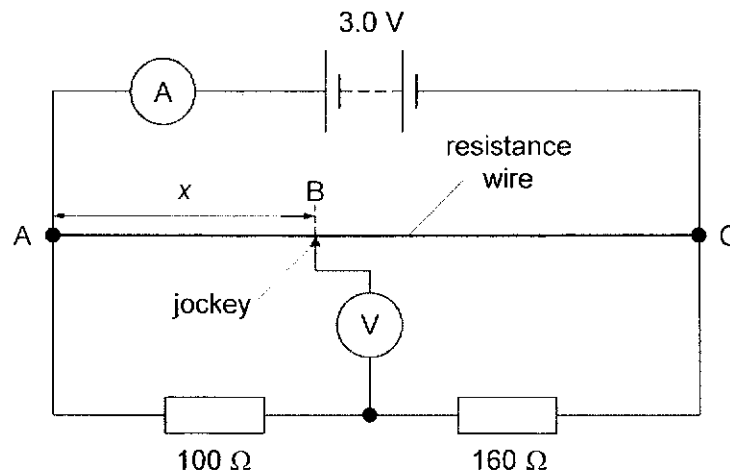 3.0 V
A
resistance
wire
x
B
A
C
jockey
V
100 Ω
160 Ω